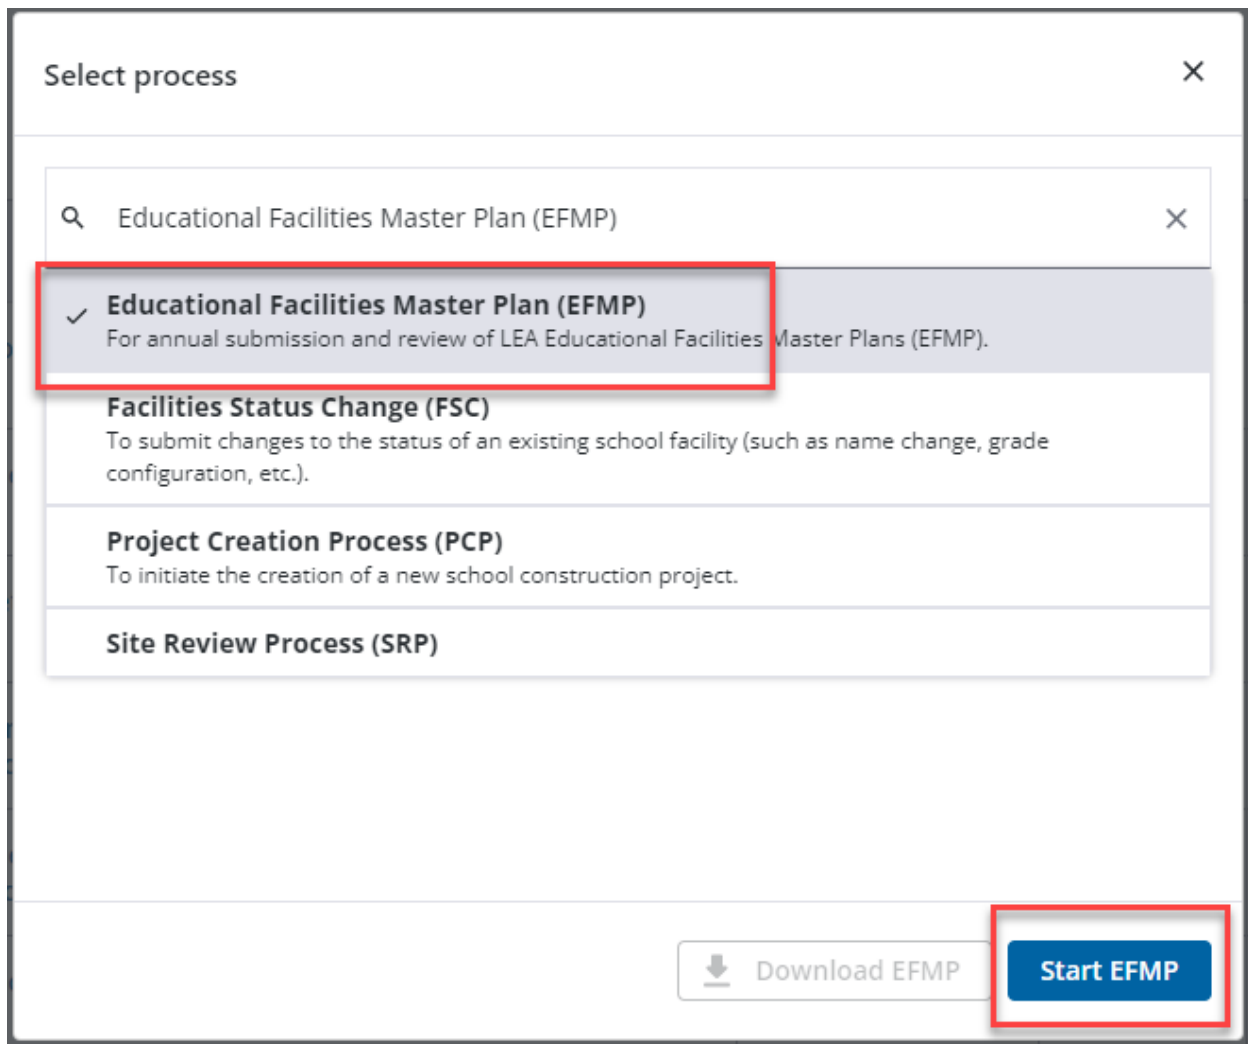 Select process
Educational Facilities Master Plan (EFMP)
Educational Facilities Master Plan (EFMP)
For annual submission and review of LEA Educational Facilities Master Plans (EFMP).
Facilities Status Change (FSC)
To submit changes to the status of an existing school facility (such as name change, grade
configuration, etc.).
Project Creation Process (PCP)
To initiate the creation of a new school construction project.
Site Review Process (SRP)
Download EFMP
Start EFMP